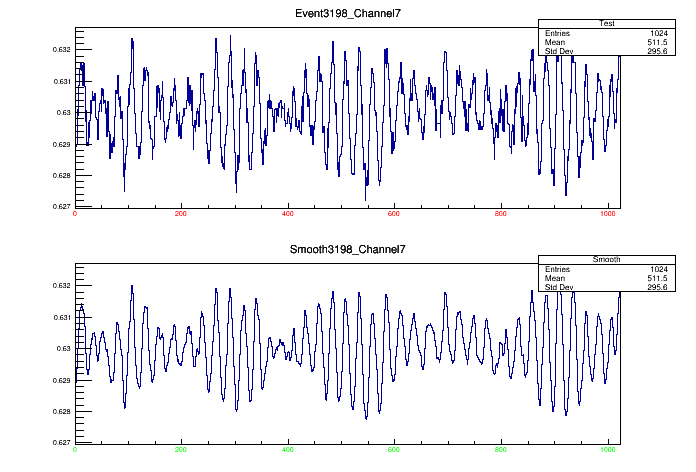 Event3198_Channel7
Test
Entries 1024
Mean 511.5
Std Dev 295.6
0.632
0.631
0.63
0.629
0.628
0.627
0 200 400 600 800 1000
Smooth3198_Channel7
Smooth
Entries 1024
Mean 511.5
Std Dev 295.6
0.632
0.631
0.63
0.629
0.628
0.627
0 200 400 600 800 1000